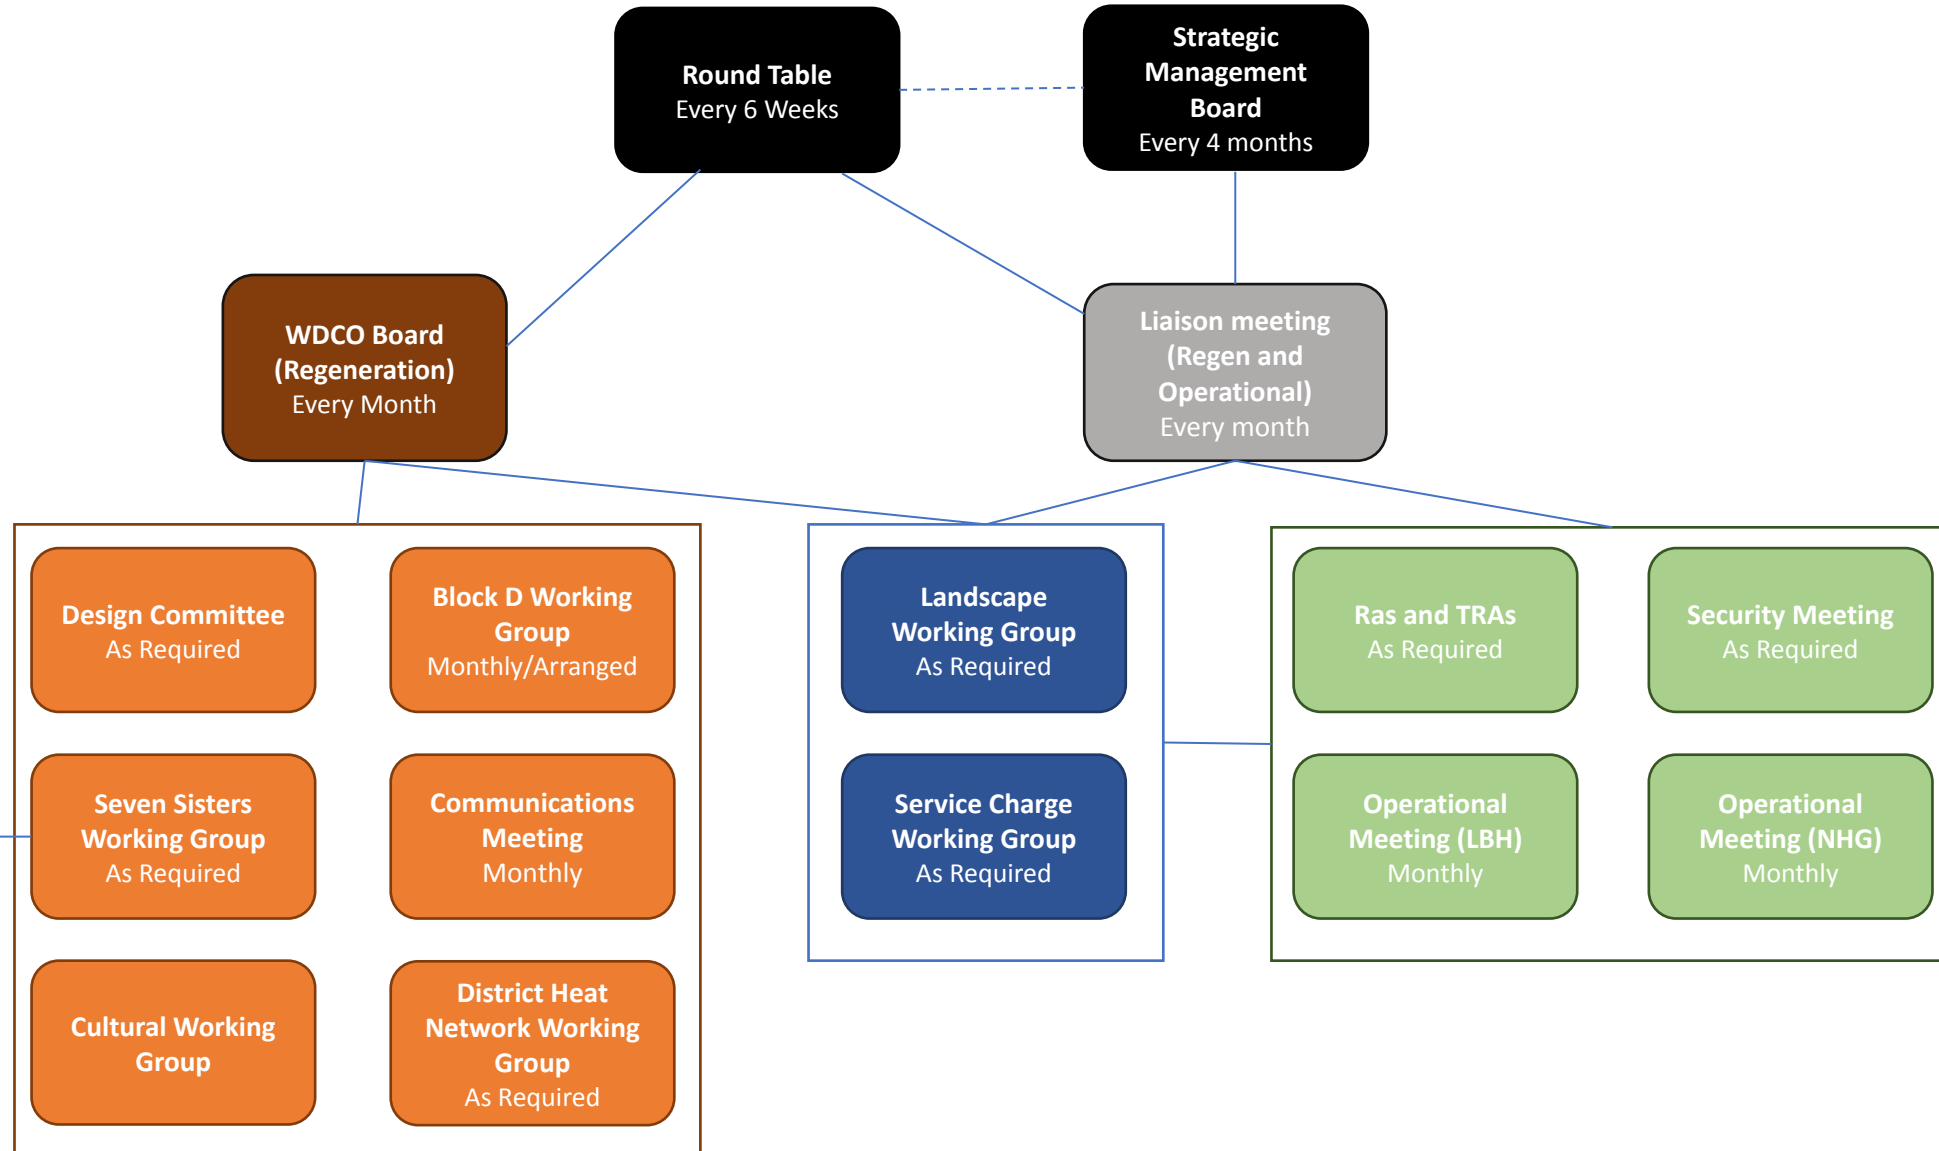 Round Table
Every 6 Weeks
Strategic
Management
Board
Every 4 months
WDCO Board
(Regeneration)
Every Month
Liaison meeting
(Regen and
Operational)
Every month
Design Committee
As Required
Block D Working
Group
Monthly/Arranged
Landscape
Working Group
As Required
Ras and TRAs
As Required
Security Meeting
As Required
Seven Sisters
Working Group
As Required
Communications
Meeting
Monthly
Service Charge
Working Group
As Required
Operational
Meeting (LBH)
Monthly
Operational
Meeting (NHG)
Monthly
Cultural Working
Group
District Heat
Network Working
Group
As Required